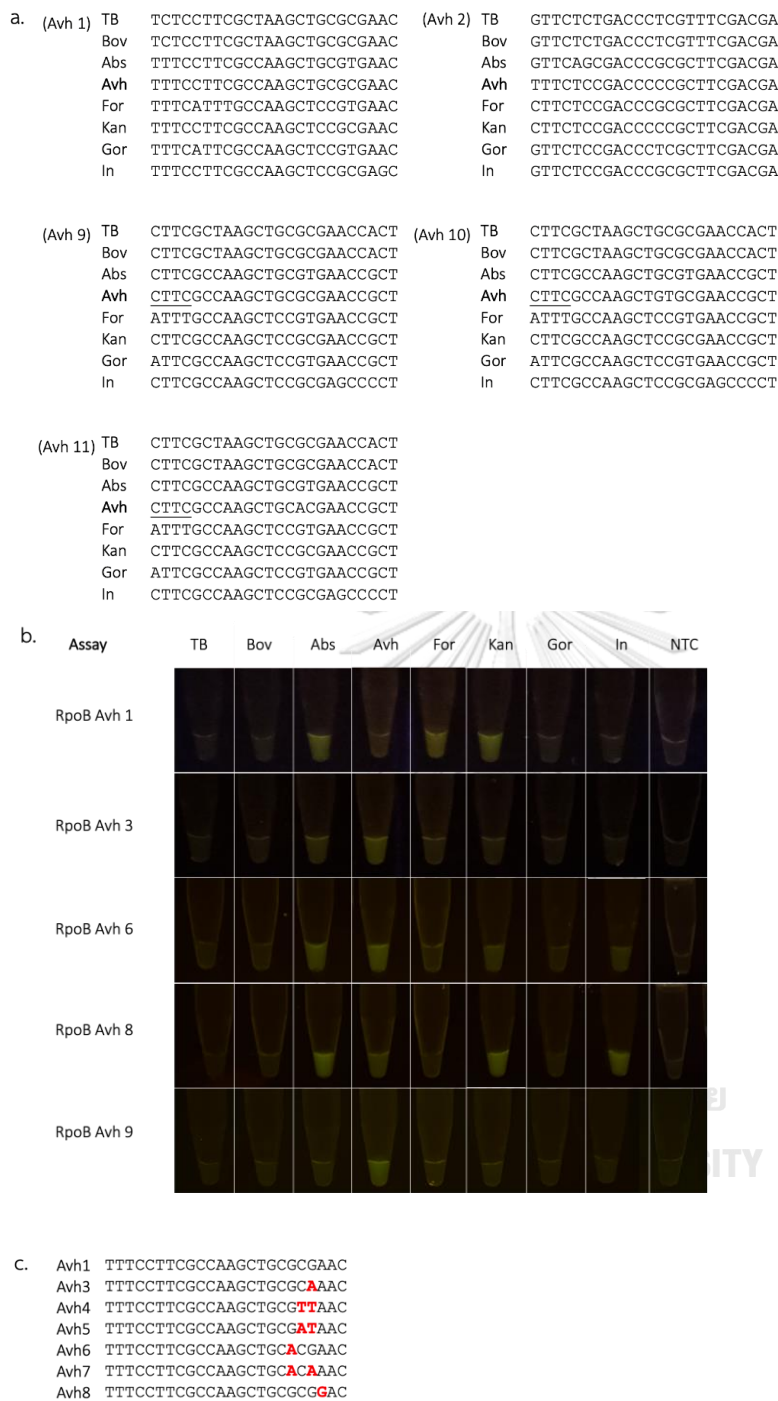 a.
(Avh 1) TB TCTCCTTCGCTAAGCTGCGCGAAC
Bov TCTCCTTCGCTAAGCTGCGCGAAC
Abs TTTCCTTCGCCAAGCTGCGTGAAC
Avh TTTCCTTCGCCAAGCTGCGCGAAC
For TTTCATTTGCCAAGCTCCGTGAAC
Kan TTTCCTTCGCCAAGCTCCGCGAAC
Gor TTTCATTCGCCAAGCTCCGTGAAC
In TTTCCTTCGCCAAGCTCCGCGAGC
(Avh 2) TB GTTCTCTGACCCTCGTTTCGACGA
Bov GTTCTCTGACCCTCGTTTCGACGA
Abs GTTCAGCGACCCGCGCTTCGACGA
Avh TTTCTCCGACCCTCGCTTCGACGA
For CTTCTCCGACCCGCGCTTCGACGA
Kan CTTCTCCGACCCCCGCTTCGACGA
Gor GTTCTCCGACCCTCGCTTCGACGA
In GTTCTCCGACCCGCGCTTCGACGA
(Avh 9) TB CTTCGCTAAGCTGCGCGAACCACT
Bov CTTCGCTAAGCTGCGCGAACCACT
Abs CTTCGCCAAGCTGCGTGAACCGCT
Avh CTTCGCCAAGCTGCGCGAACCGCT
For ATTTGCCAAGCTCCGTGAACCGCT
Kan CTTCGCCAAGCTCCGCGAACCGCT
Gor ATTCGCCAAGCTCCGTGAACCGCT
In CTTCGCCAAGCTCCGCGAGCCCCT
(Avh 10) TB CTTCGCTAAGCTGCGCGAACCACT
Bov CTTCGCTAAGCTGCGCGAACCACT
Abs CTTCGCCAAGCTGCGTGAACCGCT
Avh CTTCGCCAAGCTGTGCGAACCGCT
For ATTTGCCAAGCTCCGTGAACCGCT
Kan CTTCGCCAAGCTCCGCGAACCGCT
Gor ATTCGCCAAGCTCCGTGAACCGCT
In CTTCGCCAAGCTCCGCGAGCCCCT
(Avh 11) TB CTTCGCTAAGCTGCGCGAACCACT
Bov CTTCGCTAAGCTGCGCGAACCACT
Abs CTTCGCCAAGCTGCGTGAACCGCT
Avh CTTCGCCAAGCTGCACGAACCGCT
For ATTTGCCAAGCTCCGTGAACCGCT
Kan CTTCGCCAAGCTCCGCGAACCGCT
Gor ATTCGCCAAGCTCCGTGAACCGCT
In CTTCGCCAAGCTCCGCGAGCCCCT
b.
Assay TB Bov Abs Avh For Kan Gor In NTC
RpoB Avh 1
RpoB Avh 3
RpoB Avh 6
RpoB Avh 8
ย
RpoB Avh 9
SITY
c.
Avh1 TTTCCTTCGCCAAGCTGCGCGAAC
Avh3 TTTCCTTCGCCAAGCTGCGCAAAC
Avh4 TTTCCTTCGCCAAGCTGCGTTAAC
Avh5 TTTCCTTCGCCAAGCTGCGATAAC
Avh6 TTTCCTTCGCCAAGCTGCACGAAC
Avh7 TTTCCTTCGCCAAGCTGCACAAAC
Avh8 TTTCCTTCGCCAAGCTGCGCGGAC